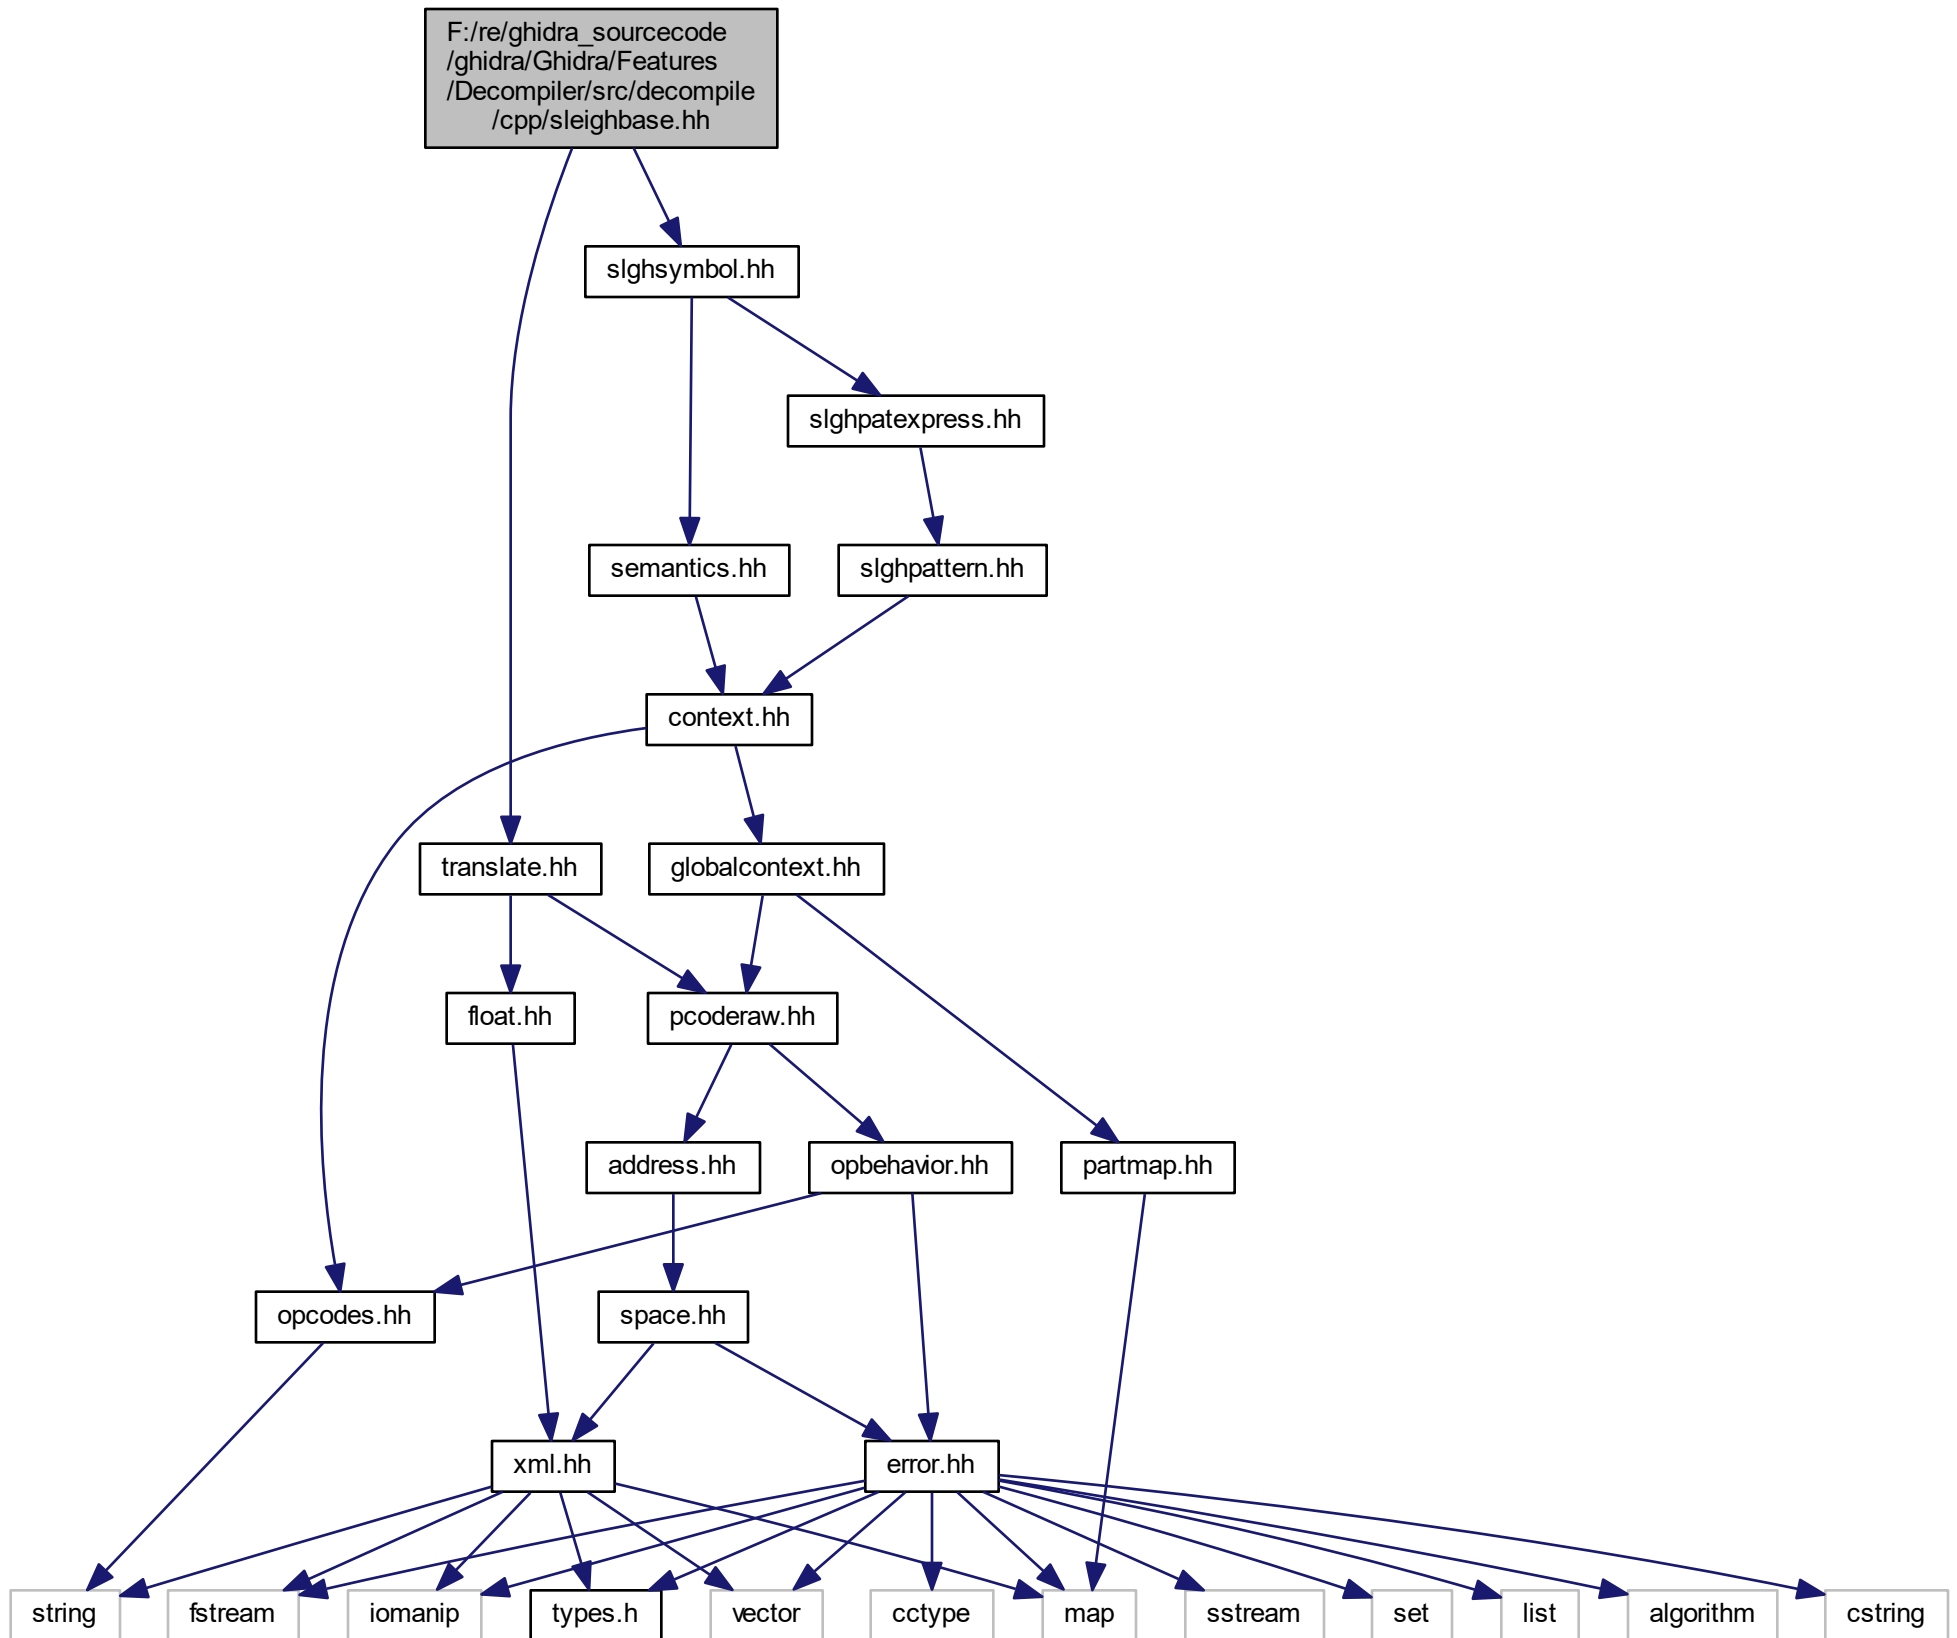 F:/re/ghidra_sourcecode
/ghidra/Ghidra/Features
/Decompiler/src/decompile
/cpp/sleighbase.hh
slghsymbol.hh
slghpatexpress.hh
semantics.hh
slghpattern.hh
context.hh
translate.hh
globalcontext.hh
float.hh
pcoderaw.hh
address.hh
opbehavior.hh
partmap.hh
opcodes.hh
space.hh
xml.hh
error.hh
string
fstream
iomanip
types.h
vector
cctype
map
sstream
set
list
algorithm
cstring